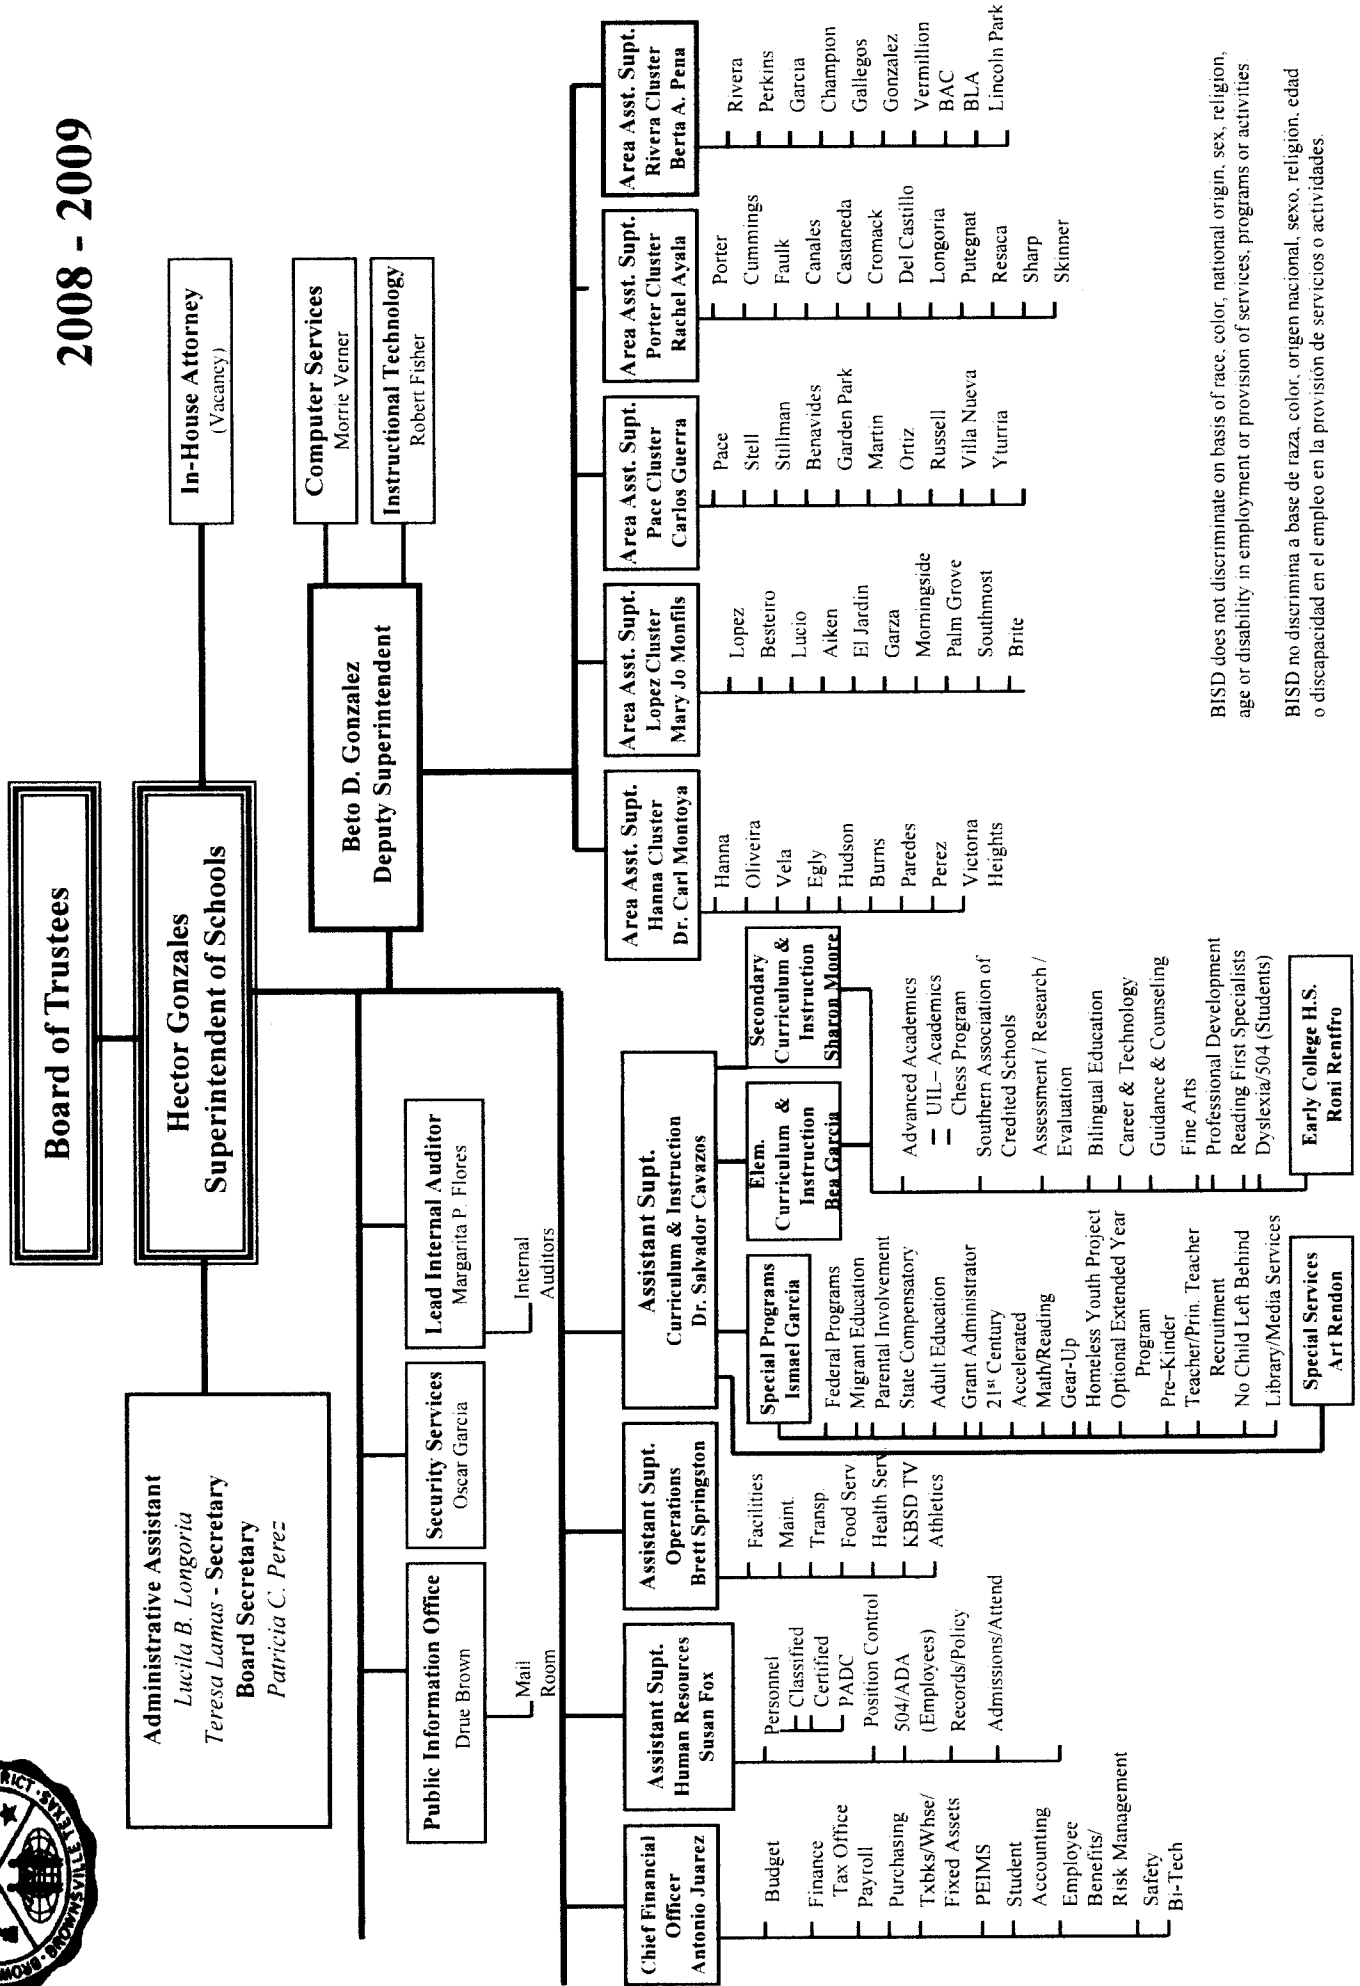 2008 - 2009
Board of Trustees
Hector Gonzales
Superintendent of Schools
In-House Attorney
(Vacancy)
Administrative Assistant
Lucila B. Longoria
Teresa Lamas - Secretary
Board Secretary
Patricia C. Perez
Beto D. Gonzalez
Deputy Superintendent
Computer Services
Morrie Verner
Instructional Technology
Robert Fisher
Public Information Office
Drue Brown
Mail
Room
Security Services
Oscar Garcia
Lead Internal Auditor
Margarita P. Flores
Internal
Auditors
Chief Financial
Officer
Antonio Juarez
Budget
Finance
Tax Office
Payroll
Purchasing
Txbks/Whse/
Fixed Assets
PEIMS
Student
Accounting
Employee
Benefits/
Risk Management
Safety
Bi-Tech
Assistant Supt.
Human Resources
Susan Fox
Personnel
Classified
Certified
PADC
Position Control
504/ADA
(Employees)
Records/Policy
Admissions/Attend
Assistant Supt.
Operations
Brett Springston
Facilities
Maint.
Transp.
Food Serv.
Health Serv.
KBSD TV
Athletics
Assistant Supt.
Curriculum & Instruction
Dr. Salvador Cavazos
Special Programs
Ismael Garcia
Federal Programs
Migrant Education
Parental Involvement
State Compensatory
Adult Education
Grant Administrator
21st Century
Accelerated
Math/Reading
Gear-Up
Homeless Youth Project
Optional Extended Year
Program
Pre-Kinder
Teacher/Prin. Teacher
Recruitment
No Child Left Behind
Library/Media Services
Special Services
Art Rendon
Elem.
Curriculum &
Instruction
Bea Garcia
Secondary
Curriculum &
Instruction
Sharon Moore
Advanced Academics
UIL– Academics
Chess Program
Southern Association of
Credited Schools
Assessment / Research /
Evaluation
Bilingual Education
Career & Technology
Guidance & Counseling
Fine Arts
Professional Development
Reading First Specialists
Dyslexia/504 (Students)
Early College H.S.
Roni Rentfro
Area Asst. Supt.
Hanna Cluster
Dr. Carl Montoya
Hanna
Oliveira
Vela
Egly
Hudson
Burns
Paredes
Perez
Victoria
Heights
Area Asst. Supt.
Lopez Cluster
Mary Jo Monfils
Lopez
Besteiro
Lucio
Aiken
El Jardin
Garza
Morningside
Palm Grove
Southmost
Brite
Area Asst. Supt.
Pace Cluster
Carlos Guerra
Pace
Stell
Stillman
Benavides
Garden Park
Martin
Ortiz
Russell
Villa Nueva
Yturria
Area Asst. Supt.
Porter Cluster
Rachel Ayala
Porter
Cummings
Faulk
Canales
Castaneda
Cromack
Del Castillo
Longoria
Putegnat
Resaca
Sharp
Skinner
Area Asst. Supt.
Rivera Cluster
Berta A. Pena
Rivera
Perkins
Garcia
Champion
Gallegos
Gonzalez
Vermillion
BAC
BLA
Lincoln Park
BISD does not discriminate on basis of race, color, national origin, sex, religion,
age or disability in employment or provision of services, programs or activities
BISD no discrimina a base de raza, color, origen nacional, sexo, religion, edad
o discapacidad en el empleo en la provisión de servicios o actividades.
BROWNSVILLE TEXAS